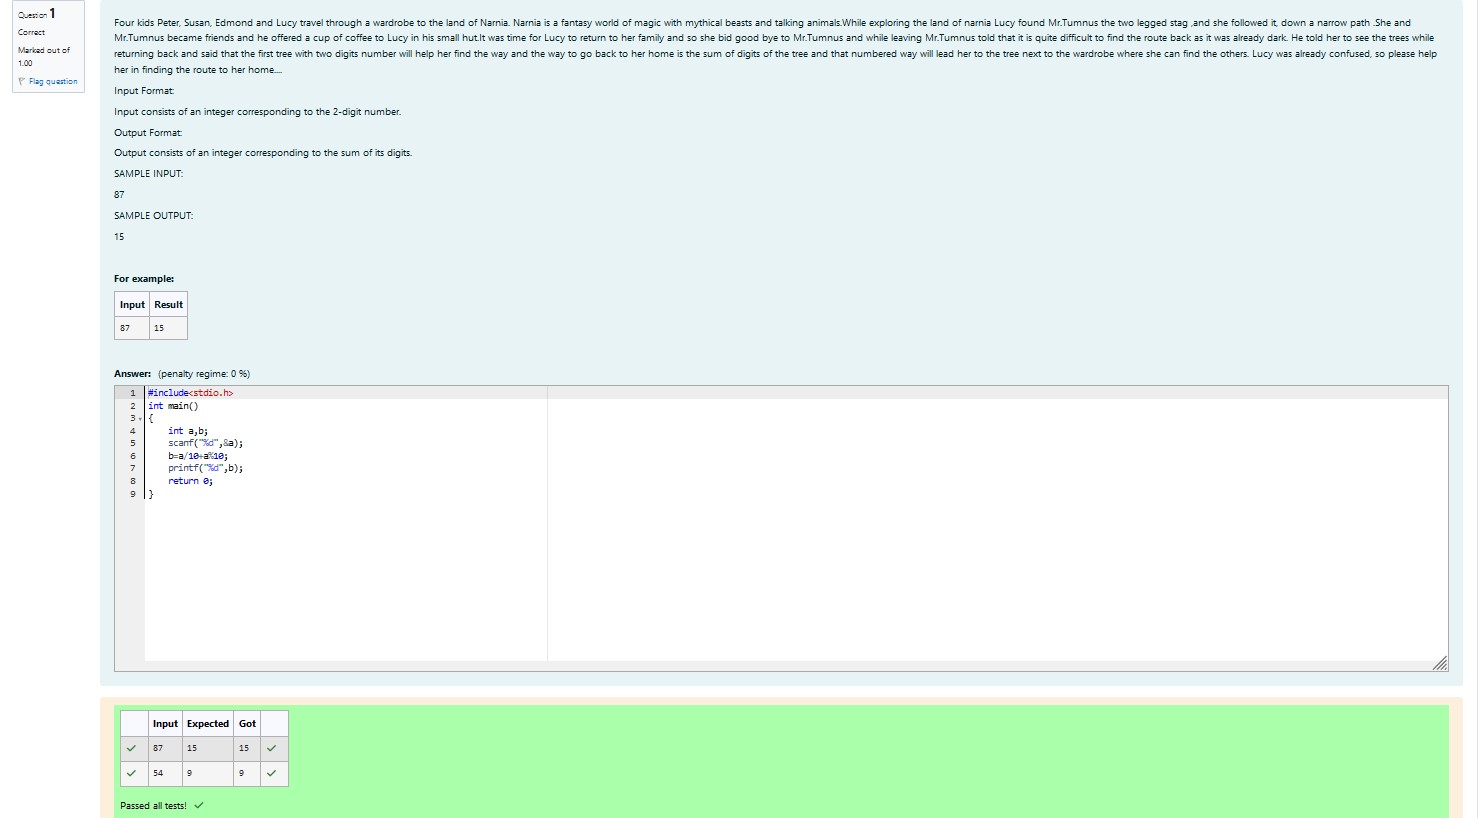 Question 1
Correct
Marked out of
1.00
Flag question
Four kids Peter, Susan, Edmond and Lucy travel through a wardrobe to the land of Narnia. Narnia is a fantasy world of magic with mythical beasts and talking animals.While exploring the land of narnia Lucy found Mr.Tumnus the two legged stag ,and she followed it, down a narrow path .She and
Mr.Tumnus became friends and he offered a cup of coffee to Lucy in his small hut.It was time for Lucy to return to her family and so she bid good bye to Mr.Tumnus and while leaving Mr.Tumnus told that it is quite difficult to find the route back as it was already dark. He told her to see the trees while
returning back and said that the first tree with two digits number will help her find the way and the way to go back to her home is the sum of digits of the tree and that numbered way will lead her to the tree next to the wardrobe where she can find the others. Lucy was already confused, so please help
her in finding the route to her home....
Input Format:
Input consists of an integer corresponding to the 2-digit number.
Output Format:
Output consists of an integer corresponding to the sum of its digits.
SAMPLE INPUT:
87
SAMPLE OUTPUT:
15
For example:
Input Result
87 15
Answer: (penalty regime: 0 %)
1 #include<stdio.h>
2 int main()
3 {
4 int a,b;
5 scanf("%d",&a);
6 b=a/10+a%10;
7 printf("%d",b);
8 return 0;
9 }
Input Expected Got
87 15 15
54 9 9
Passed all tests!